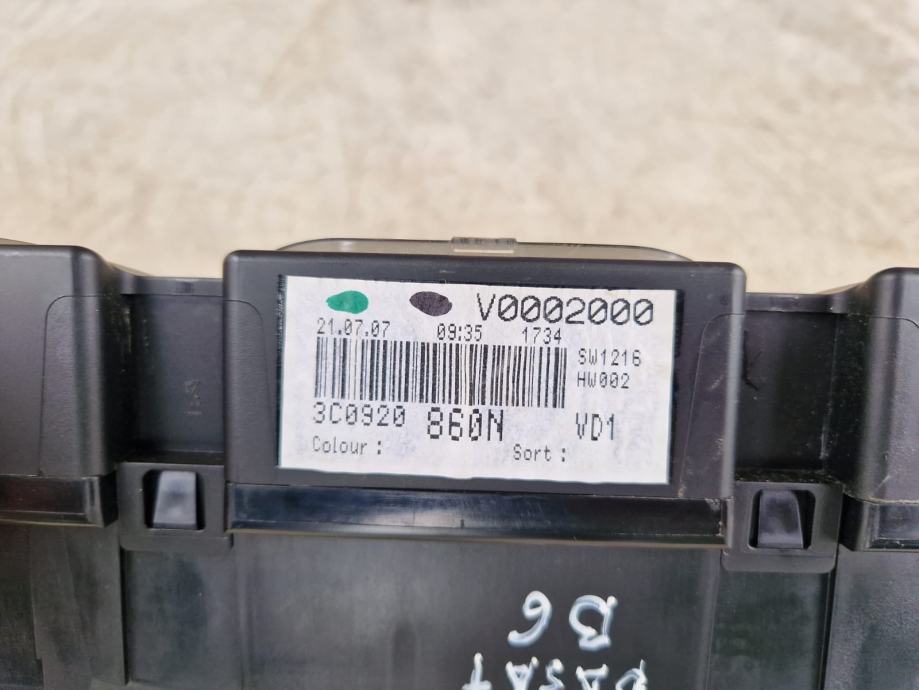 V0002000
21.07.07 09:35 1734
SW1216
HW002
3C0920 860N VD1
Colour : Sort :
PASAT
B6